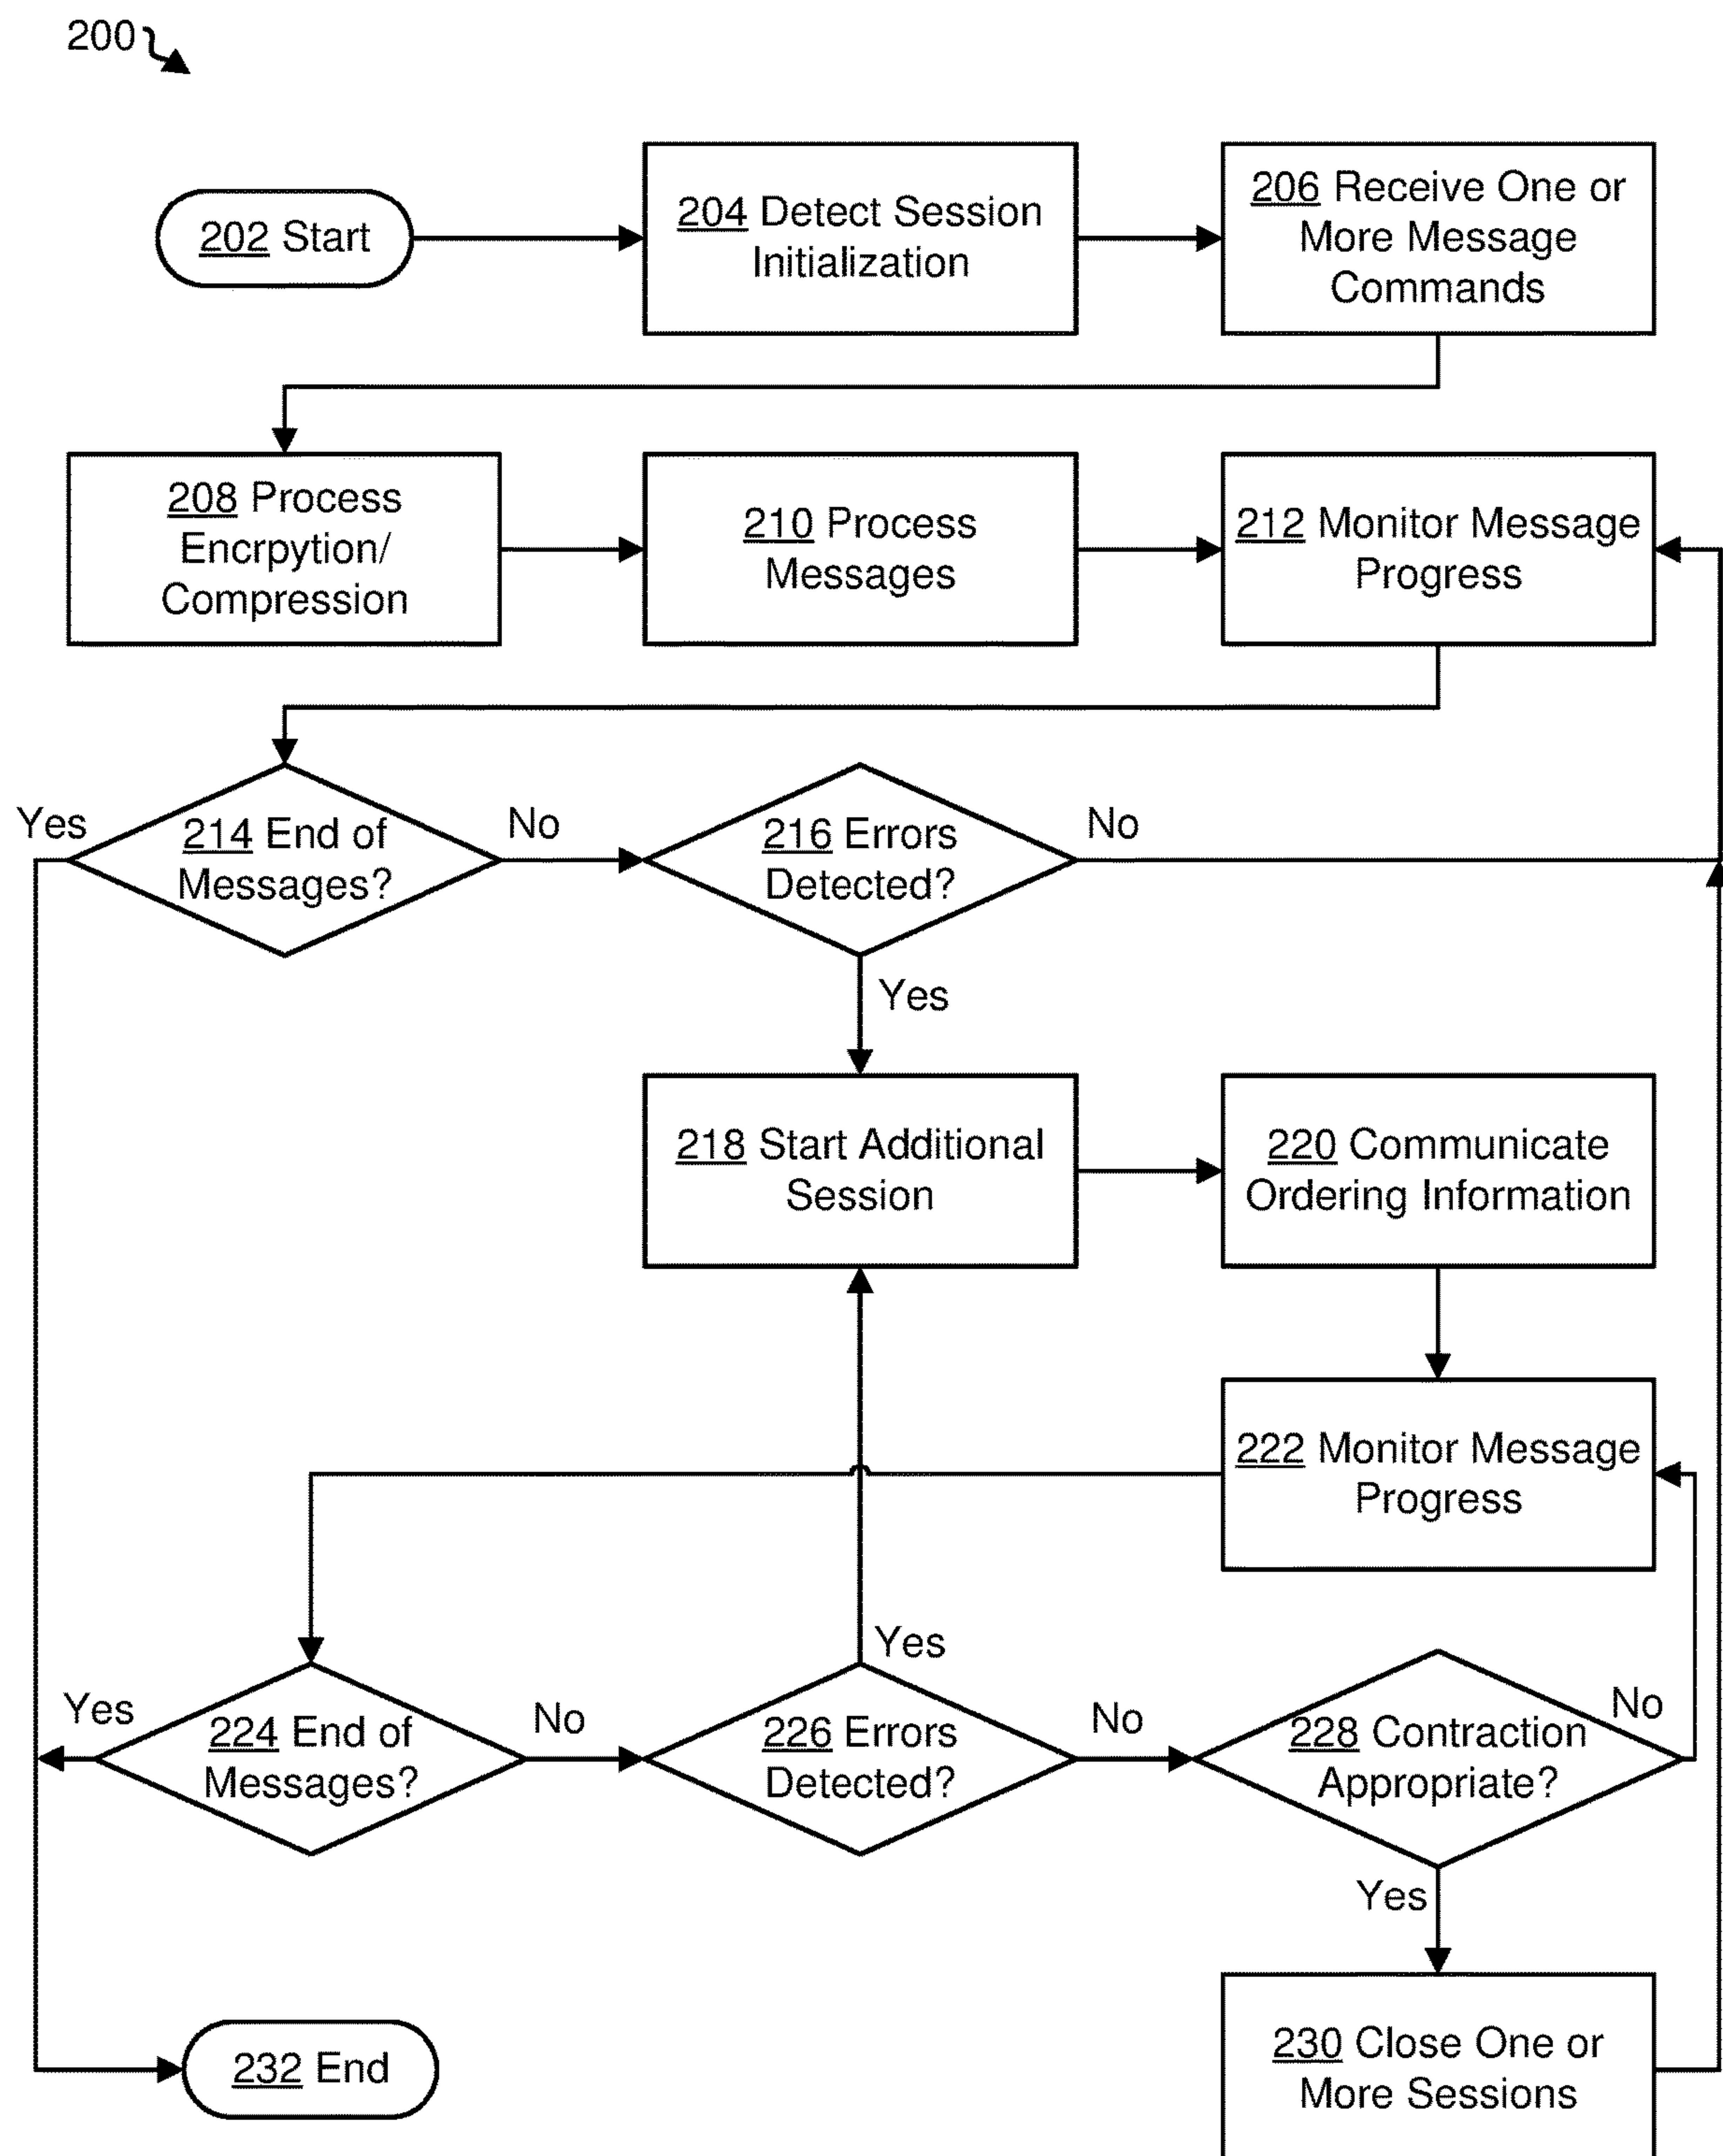 200
202 Start
204 Detect Session
Initialization
206 Receive One or
More Message
Commands
208 Process
Encrpytion/
Compression
210 Process
Messages
212 Monitor Message
Progress
Yes
214 End of
Messages?
No
216 Errors
Detected?
No
Yes
218 Start Additional
Session
220 Communicate
Ordering Information
222 Monitor Message
Progress
Yes
224 End of
Messages?
No
Yes
226 Errors
Detected?
No
228 Contraction
Appropriate?
No
Yes
230 Close One or
More Sessions
232 End